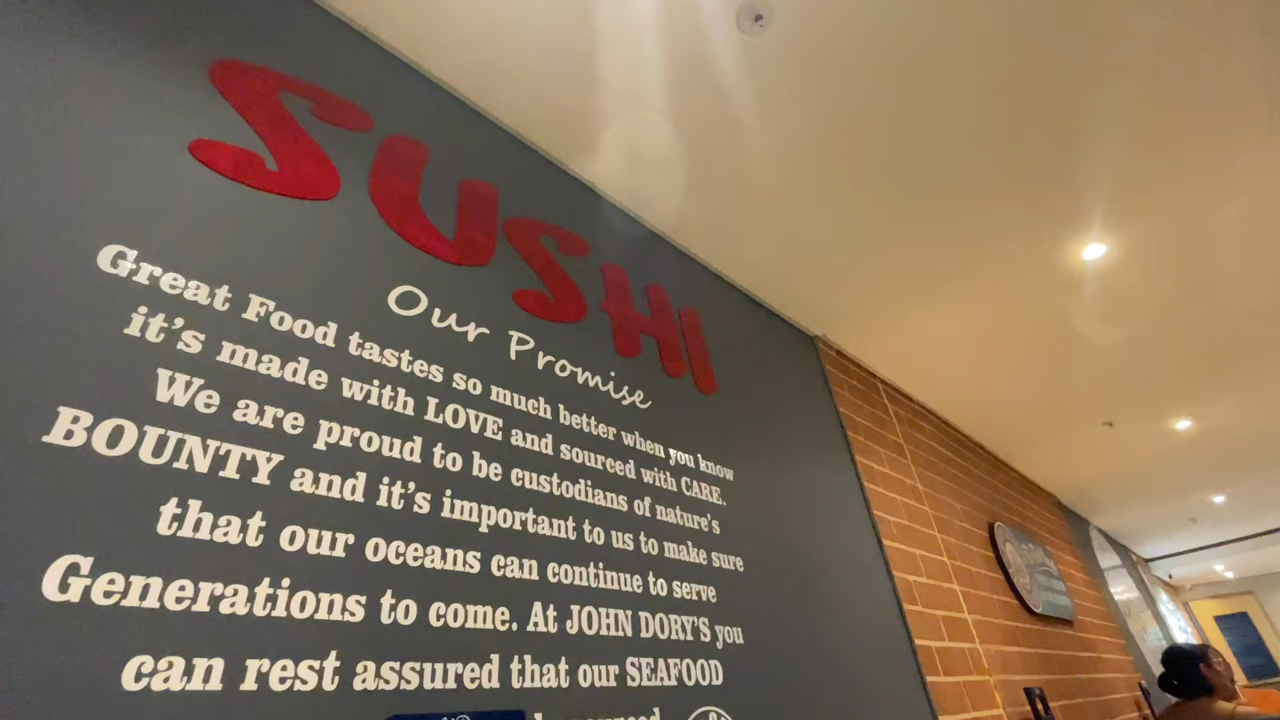 SUSHI
Our Promise
Great Food tastes so much better when you know
it's made with LOVE and sourced with CARE.
We are proud to be custodians of nature's
BOUNTY and it's important to us to make sure
that our oceans can continue to serve
Generations to come. At JOHN DORY'S you
can rest assured that our SEAFOOD